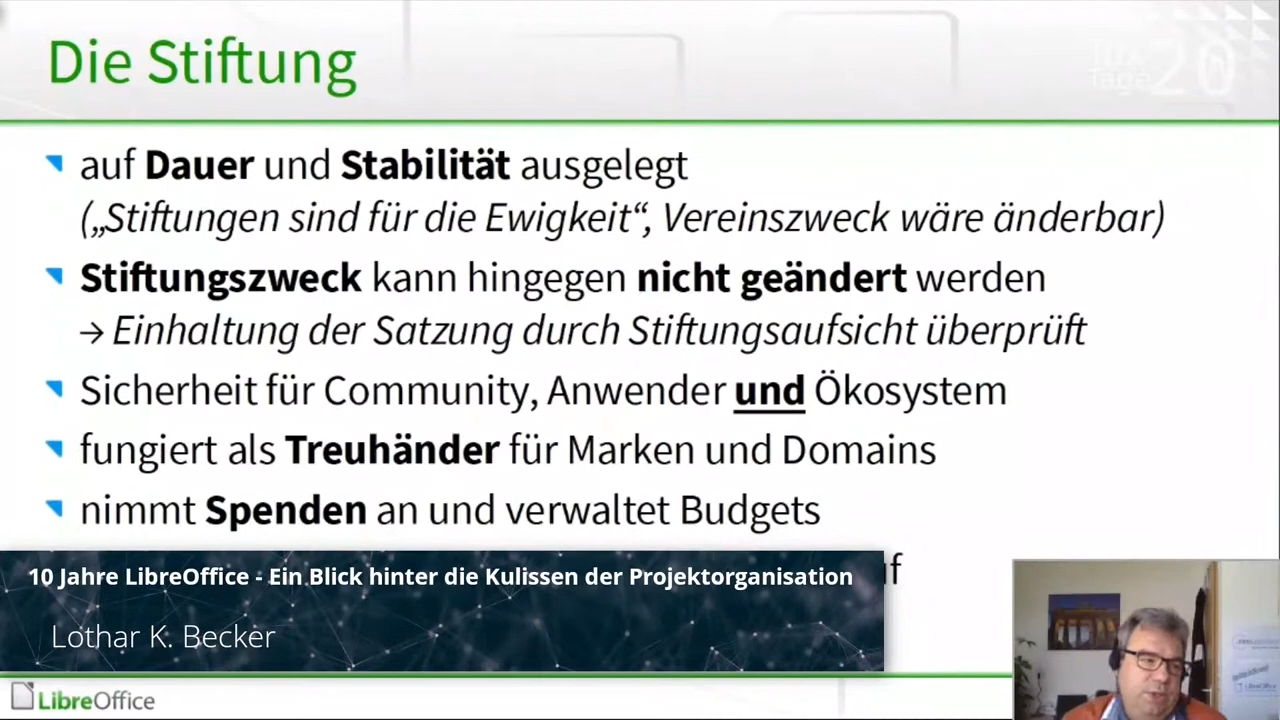 Die Stiftung
Tux
Tage 20
auf Dauer und Stabilität ausgelegt
(„Stiftungen sind für die Ewigkeit“, Vereinszweck wäre änderbar)
Stiftungszweck kann hingegen nicht geändert werden
→ Einhaltung der Satzung durch Stiftungsaufsicht überprüft
Sicherheit für Community, Anwender und Ökosystem
fungiert als Treuhänder für Marken und Domains
nimmt Spenden an und verwaltet Budgets
10 Jahre LibreOffice - Ein Blick hinter die Kulissen der Projektorganisation
Lothar K. Becker
LibreOffice